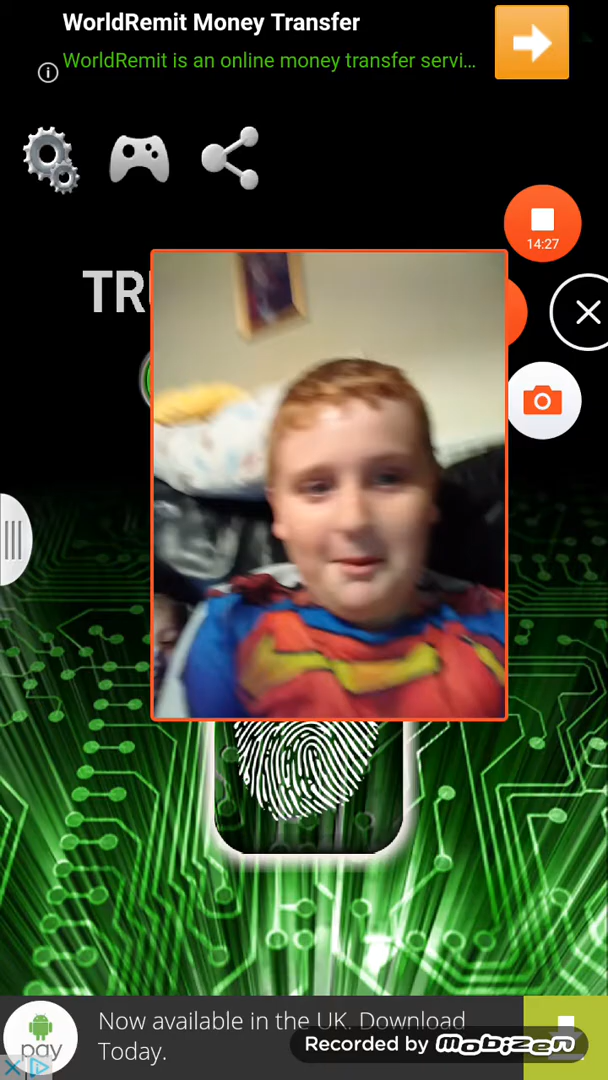 WorldRemit Money Transfer
WorldRemit is an online money transfer servi...
14:27
TR
Now available in the UK. Download
Today.
pay
Recorded by mobizen